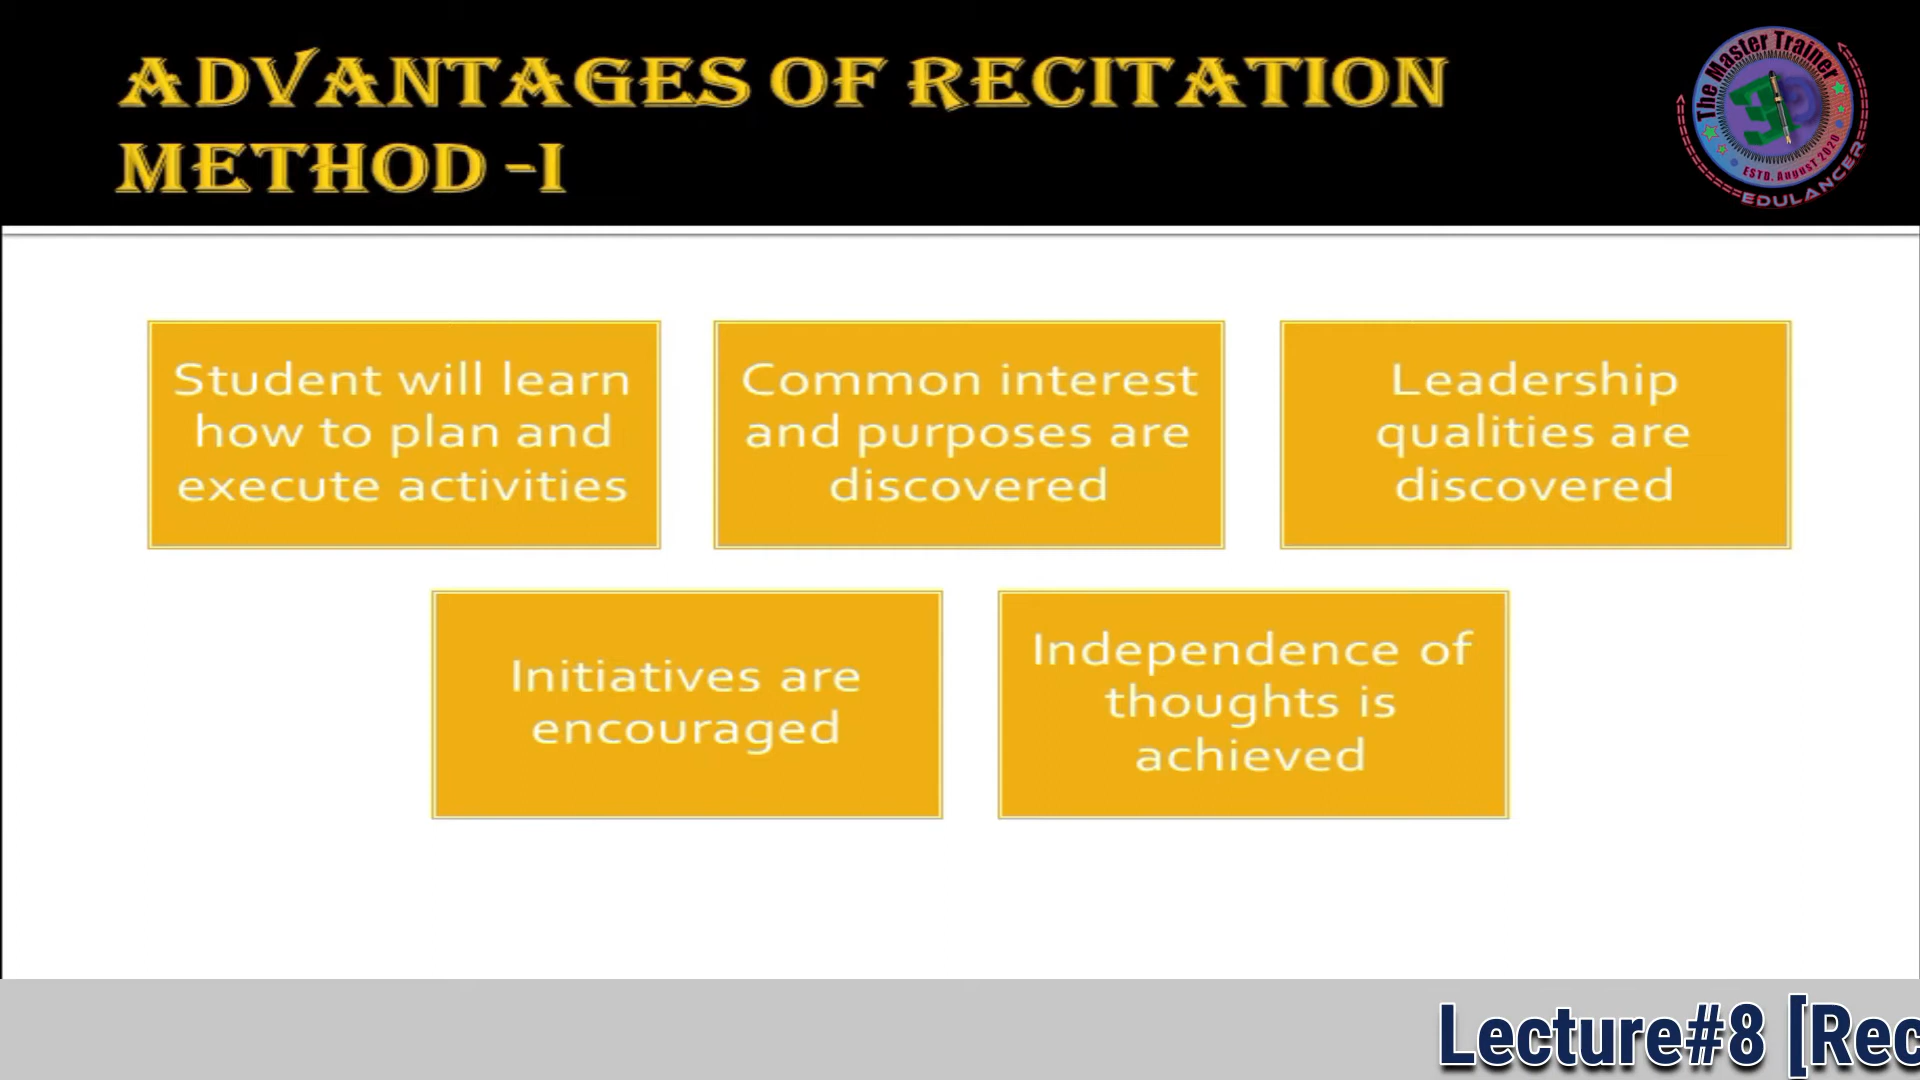 ADVANTAGES OF RECITATION
METHOD -I
The Master Trainer
ESTD. August 2020
EDULANCER
Student will learn
how to plan and
execute activities
Common interest
and purposes are
discovered
Leadership
qualities are
discovered
Initiatives are
encouraged
Independence of
thoughts is
achieved
Lecture#8 [Rec